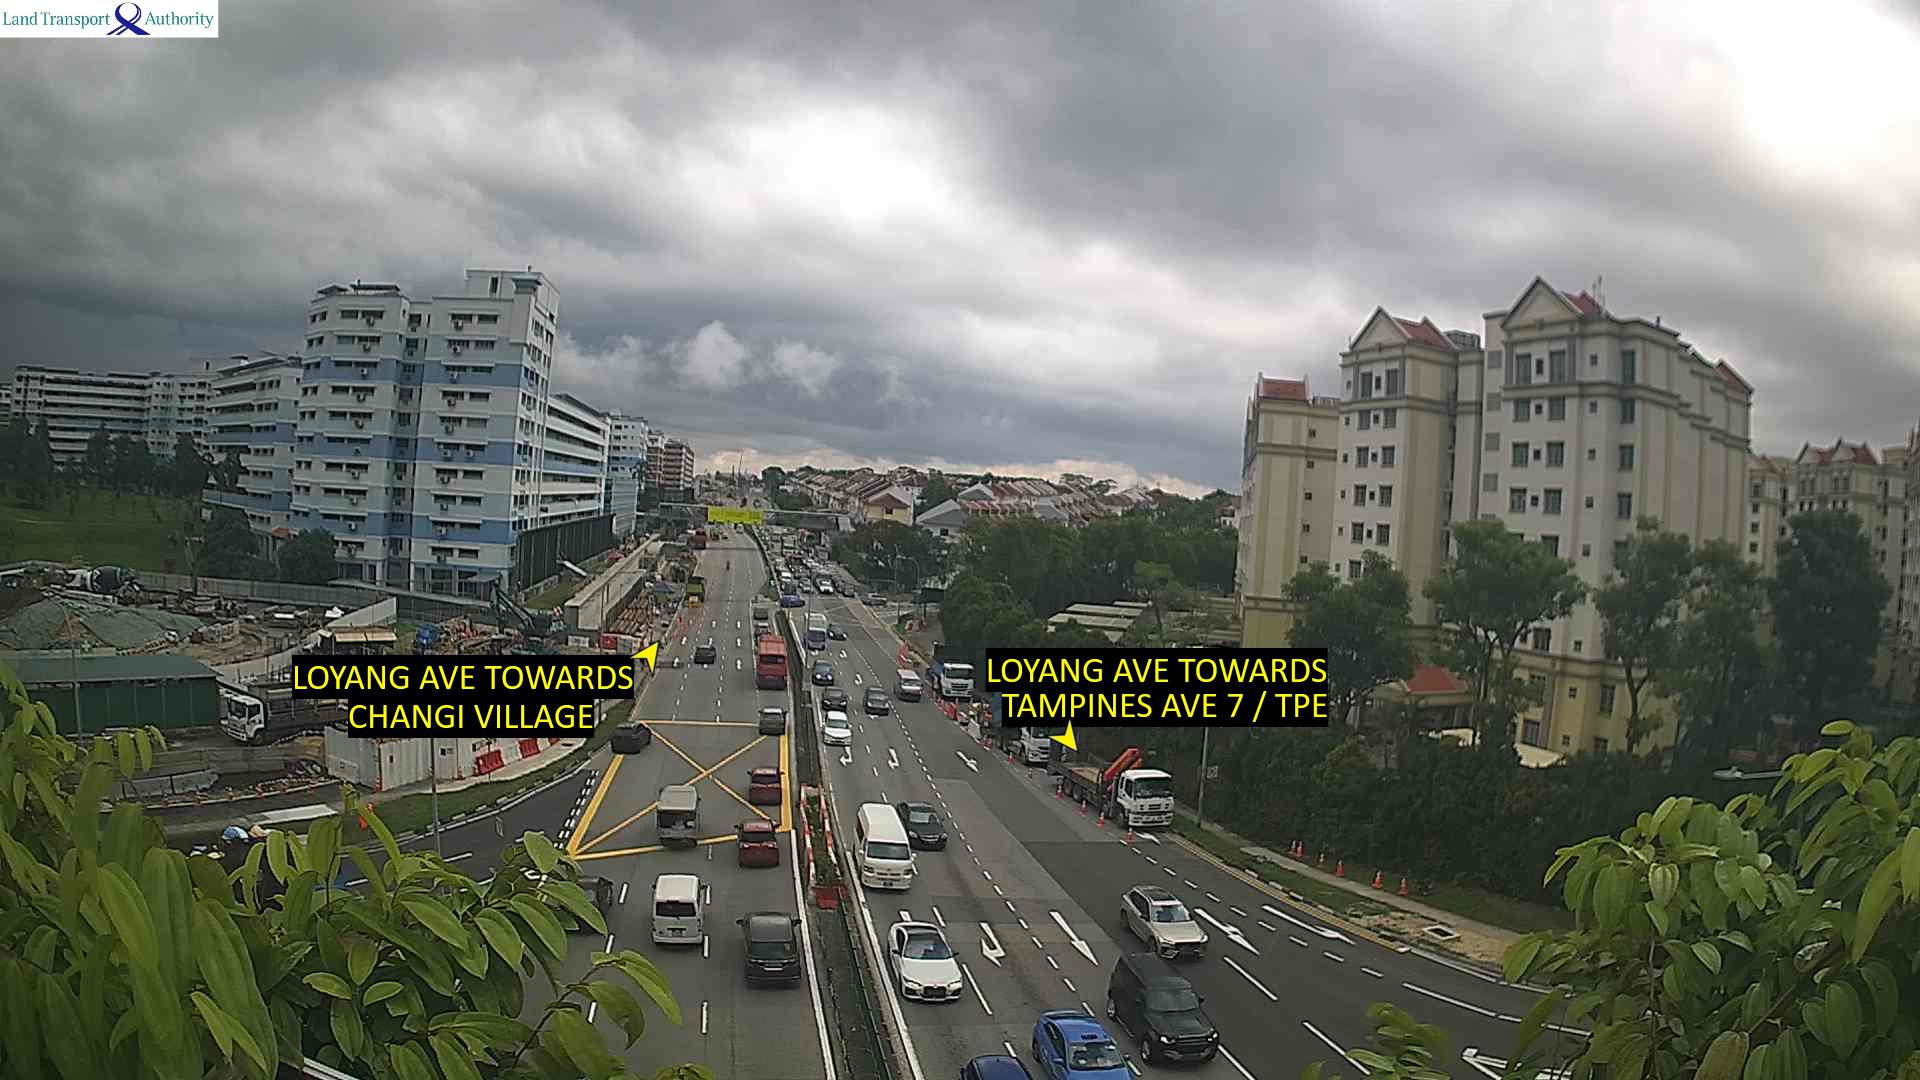 Land Transport Authority
LOYANG AVE TOWARDS
CHANGI VILLAGE
LOYANG AVE TOWARDS
TAMPINES AVE 7 / TPE